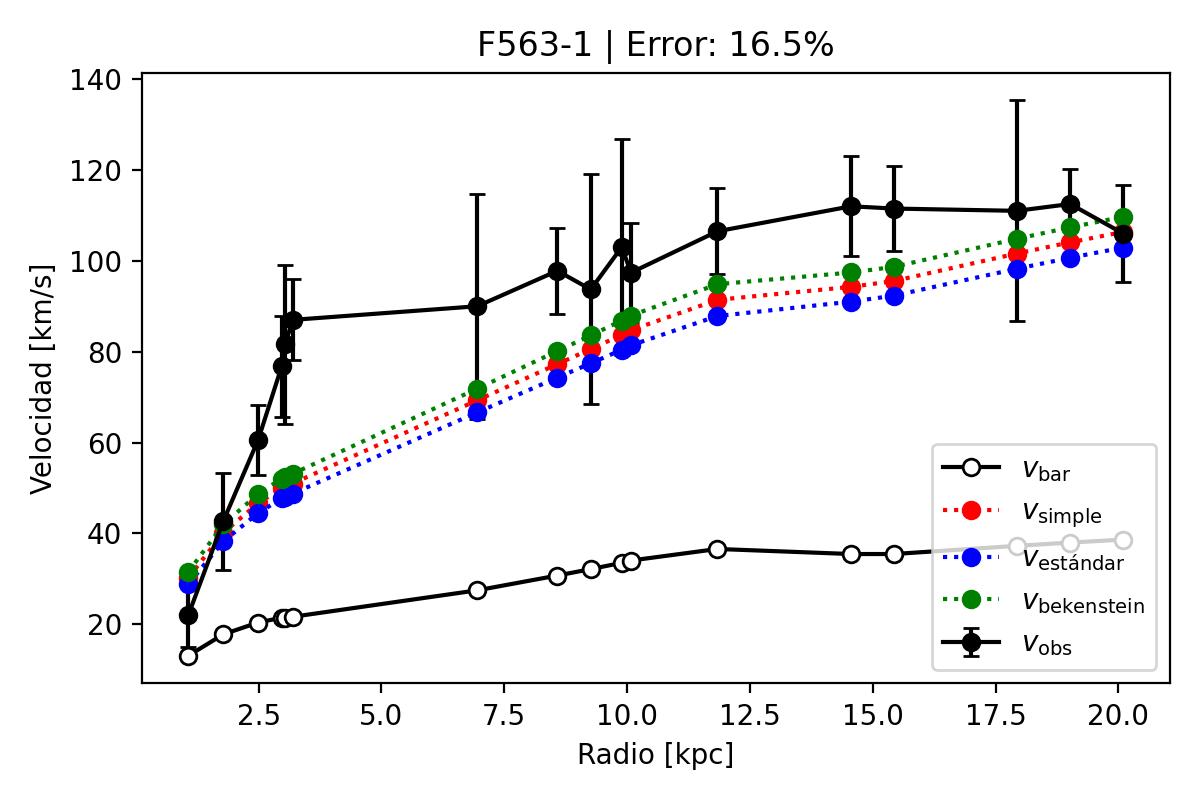 F563-1 | Error: 16.5%
Velocidad [km/s]
140
120
100
80
60
40
20
v_bar
v_simple
v_estándar
v_bekenstein
v_obs
2.5 5.0 7.5 10.0 12.5 15.0 17.5 20.0
Radio [kpc]